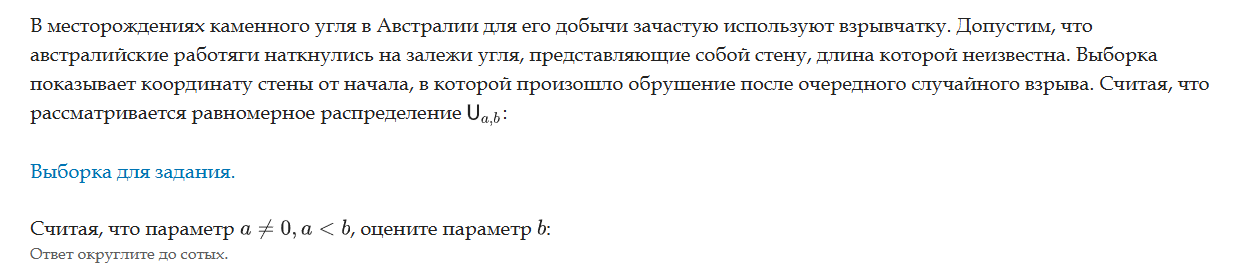 В месторождениях каменного угля в Австралии для его добычи зачастую используют взрывчатку. Допустим, что
австралийские работяги наткнулись на залежи угля, представляющие собой стену, длина которой неизвестна. Выборка
показывает координату стены от начала, в которой произошло обрушение после очередного случайного взрыва. Считая, что
рассматривается равномерное распределение U_{a,b}:
Выборка для задания.
Считая, что параметр a ≠ 0, a < b, оцените параметр b:
Ответ округлите до сотых.